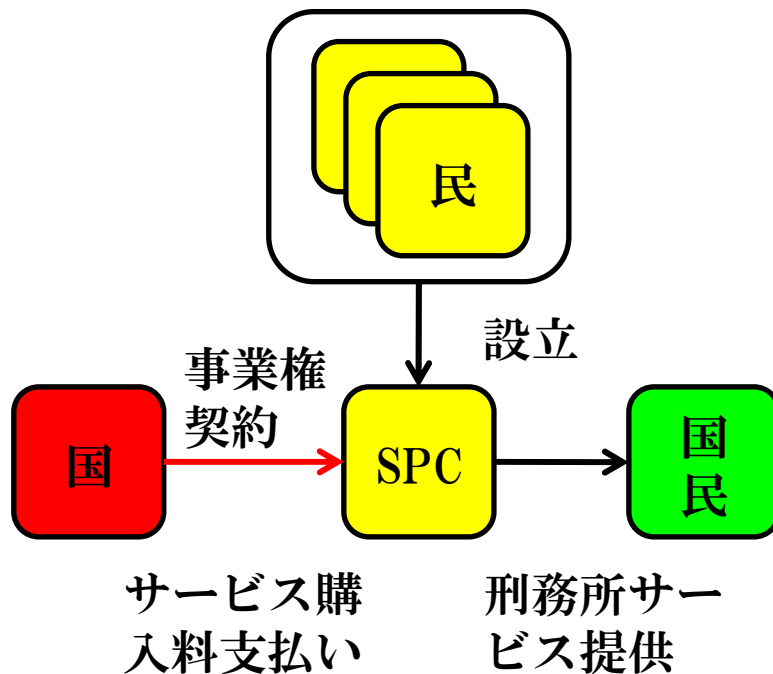 民
設立
事業権
契約
国
SPC
国
民
サービス購
入料支払い
刑務所サー
ビス提供